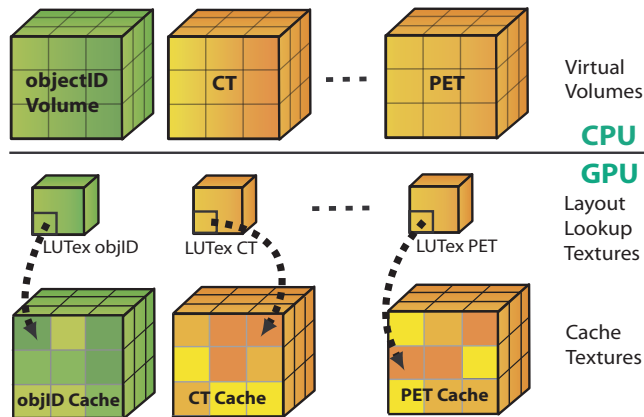 objectID
Volume
CT
PET
Virtual
Volumes
CPU
GPU
LUTex objID
LUTex CT
LUTex PET
Layout
Lookup
Textures
objID Cache
CT Cache
PET Cache
Cache
Textures